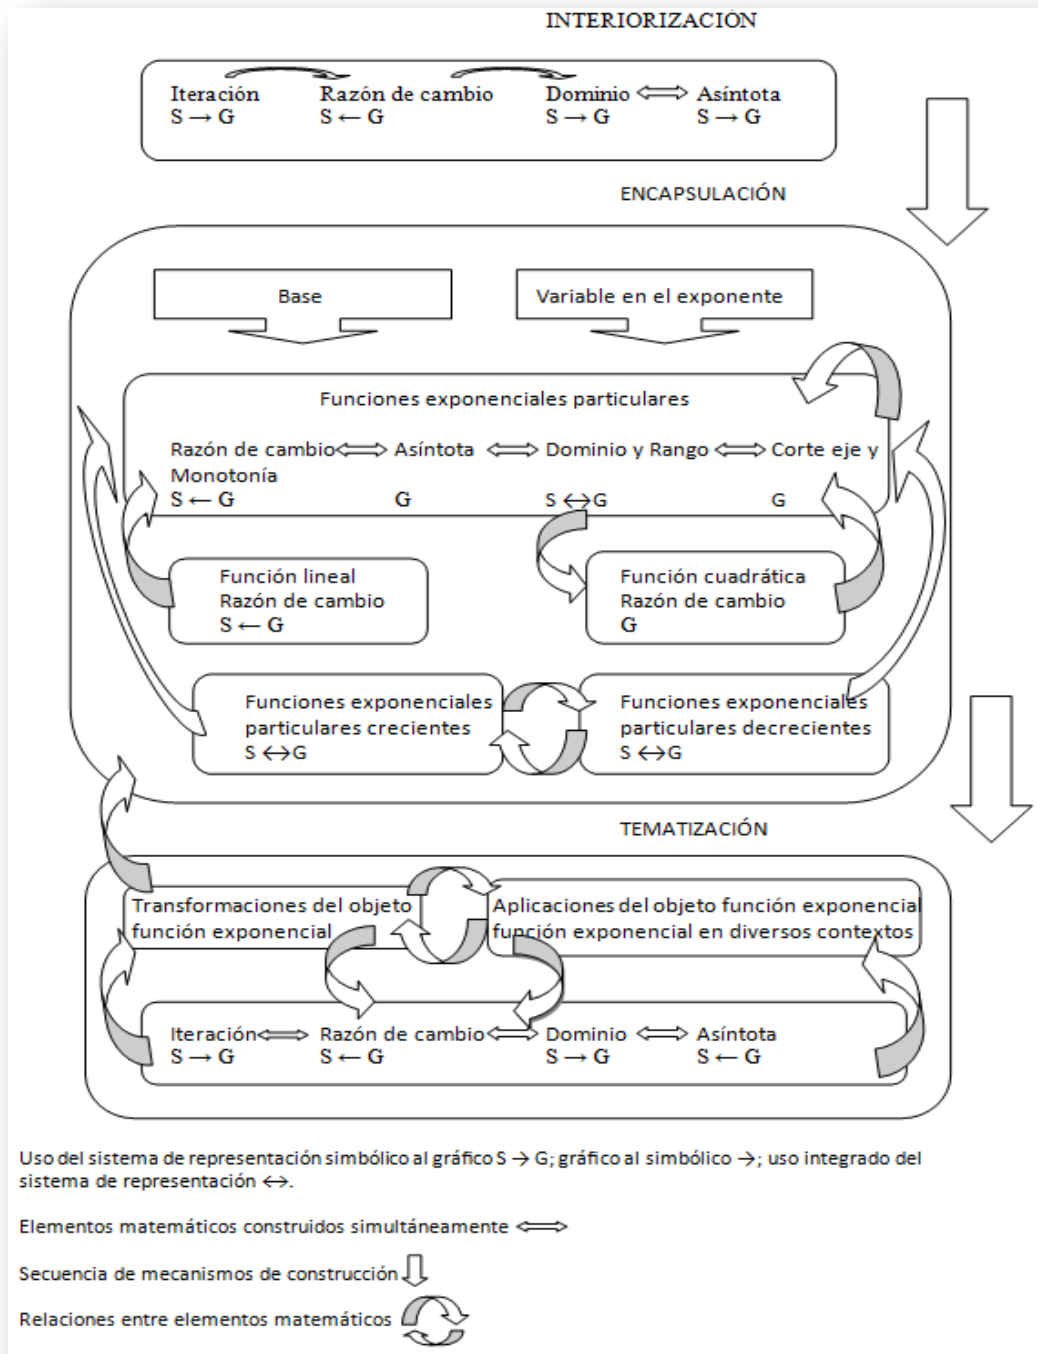 INTERIORIZACIÓN
Iteración Razón de cambio Dominio Asíntota
S → G S ← G S → G S → G
ENCAPSULACIÓN
Base Variable en el exponente
Funciones exponenciales particulares
Razón de cambio Asíntota Dominio y Rango Corte eje y
Monotonía
S ← G G S ↔G G
Función lineal
Razón de cambio
S ← G
Función cuadrática
Razón de cambio
G
Funciones exponenciales
particulares crecientes
S ↔G
Funciones exponenciales
particulares decrecientes
S ↔G
TEMATIZACIÓN
Transformaciones del objeto
función exponencial
Aplicaciones del objeto función exponencial
función exponencial en diversos contextos
Iteración Razón de cambio Dominio Asíntota
S → G S ← G S → G S ← G
Uso del sistema de representación simbólico al gráfico S → G; gráfico al simbólico →; uso integrado del
sistema de representación ↔.
Elementos matemáticos construidos simultáneamente
Secuencia de mecanismos de construcción
Relaciones entre elementos matemáticos